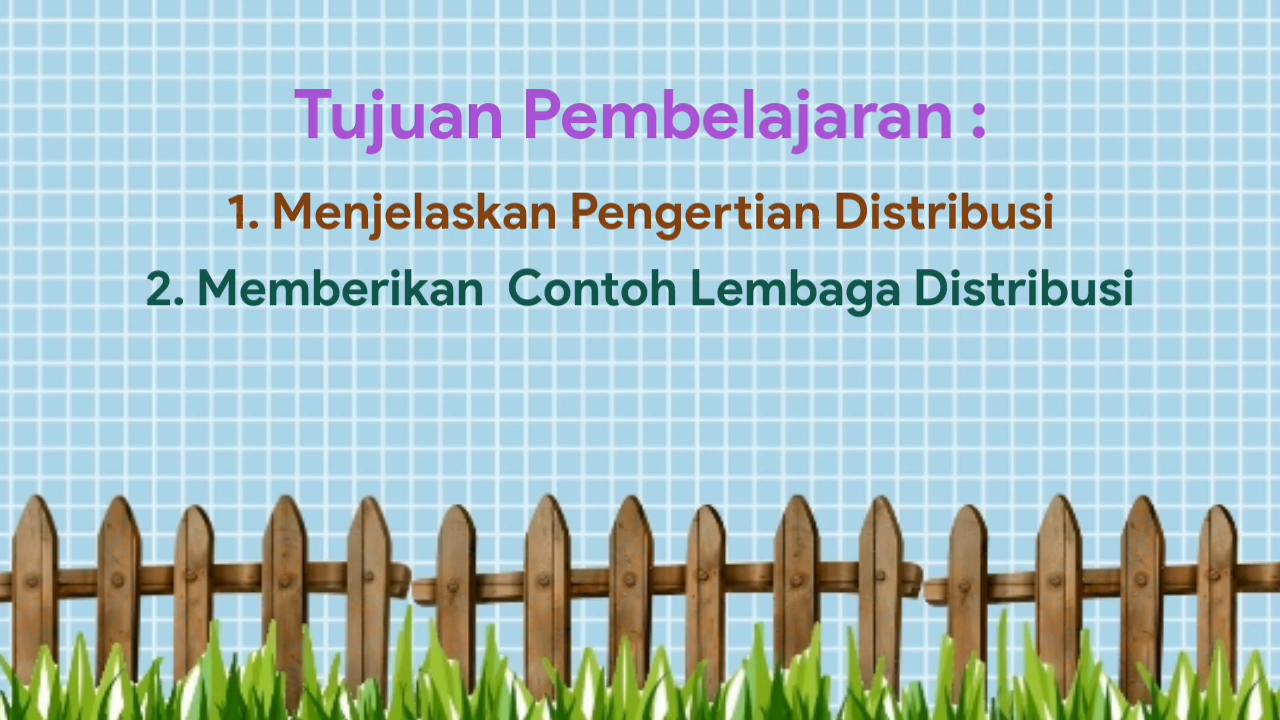 Tujuan Pembelajaran :
1. Menjelaskan Pengertian Distribusi
2. Memberikan  Contoh Lembaga Distribusi